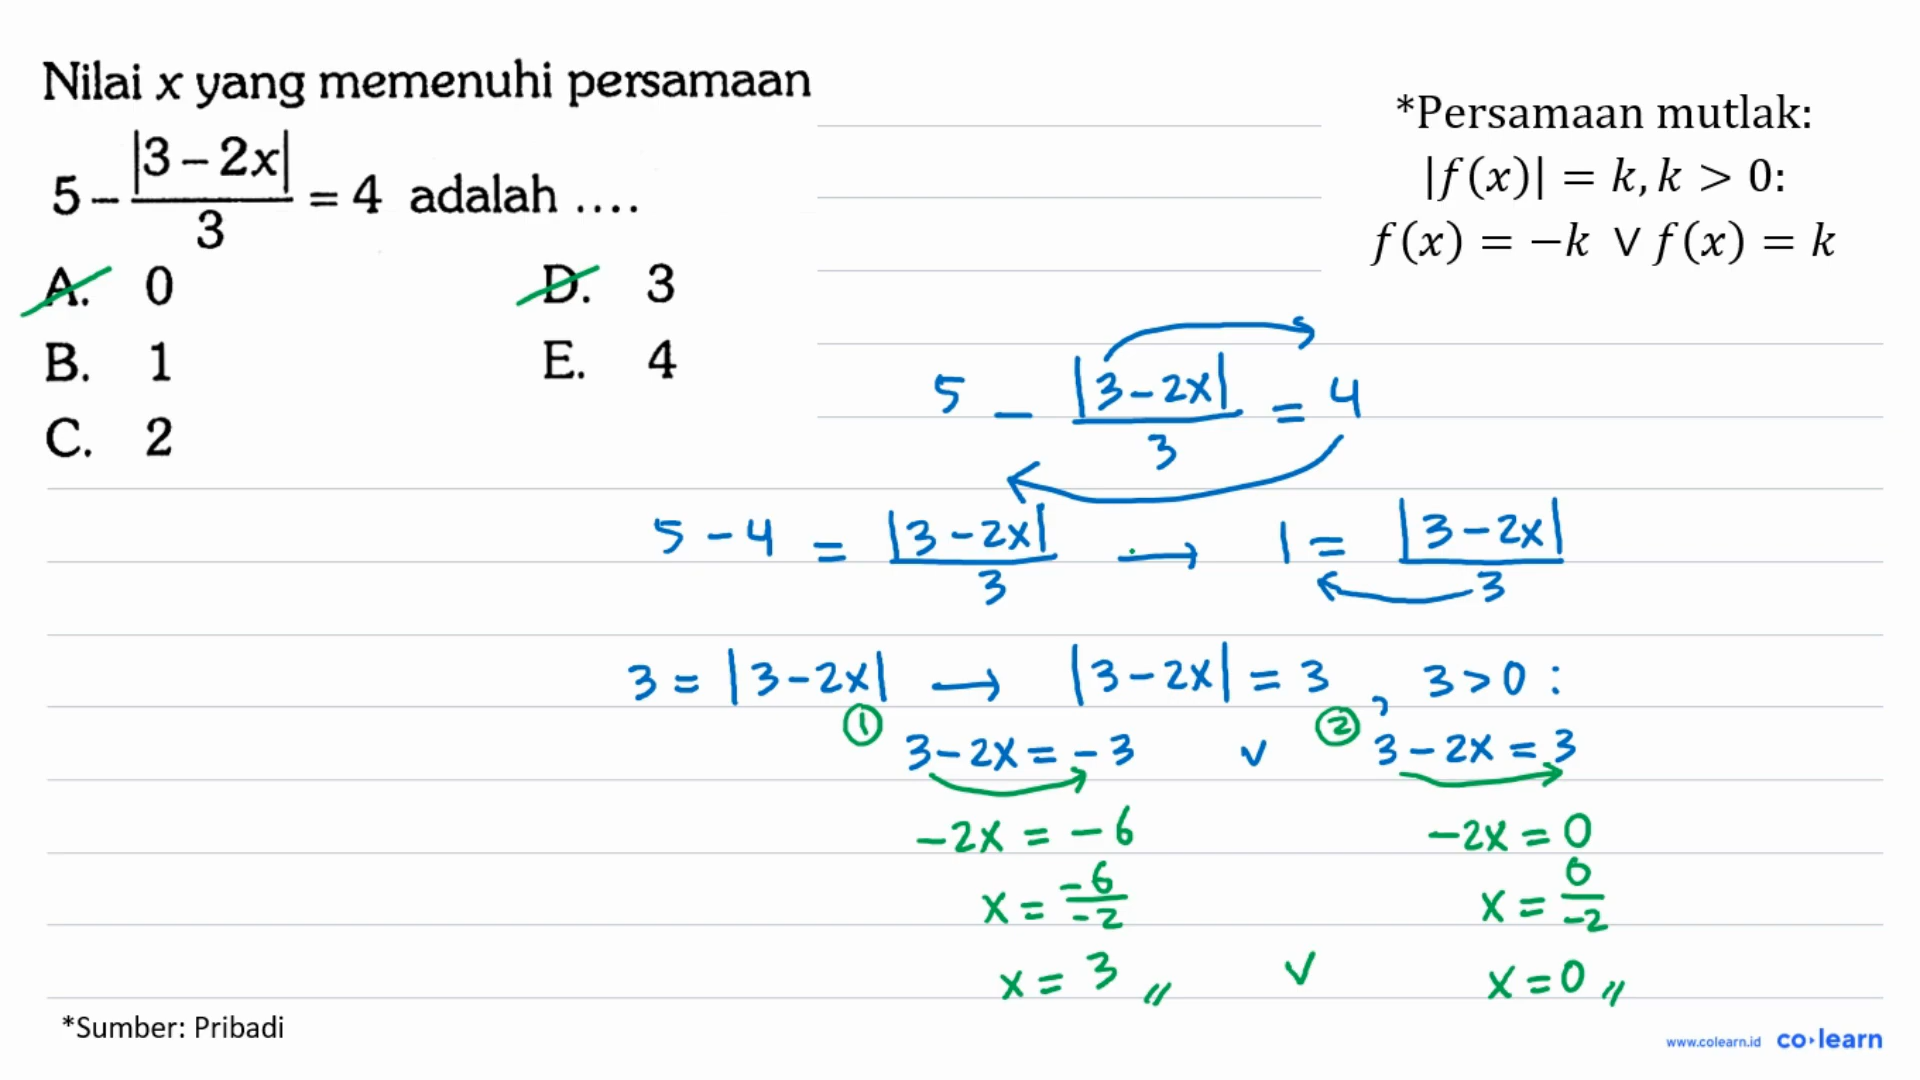 Nilai x yang memenuhi persamaan
5 - |3 - 2x| / 3 = 4 adalah ....
A. 0
D. 3
B. 1
E. 4
C. 2
*Persamaan mutlak:
|f(x)| = k, k > 0:
f(x) = -k ∨ f(x) = k
5 - |3 - 2x| / 3 = 4
5 - 4 = |3 - 2x| / 3 → 1 = |3 - 2x| / 3
3 = |3 - 2x| → |3 - 2x| = 3 , 3 > 0 :
① 3 - 2x = -3 ∨ ② 3 - 2x = 3
-2x = -6 -2x = 0
x = -6 / -2 x = 0 / -2
x = 3 ,, ∨ x = 0 ,,
*Sumber: Pribadi
www.colearn.id co·learn